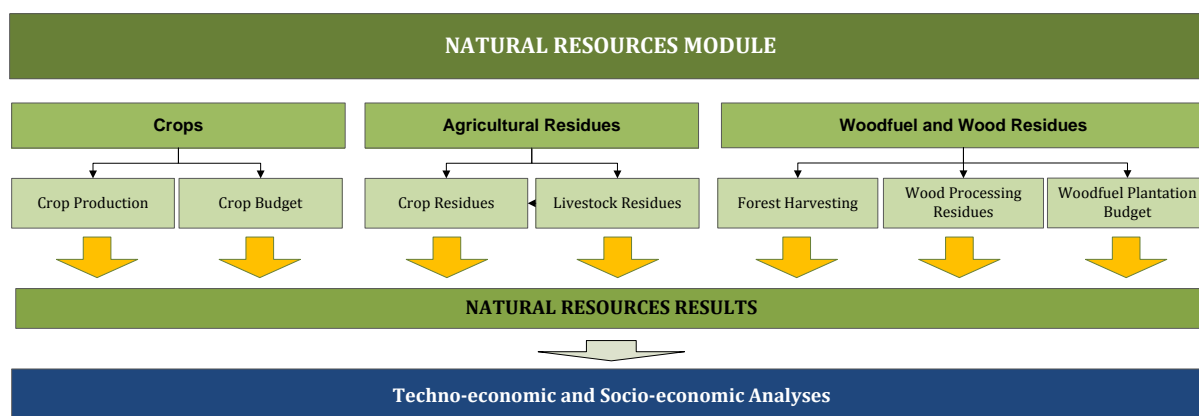 NATURAL RESOURCES MODULE
Crops
Agricultural Residues
Woodfuel and Wood Residues
Crop Production
Crop Budget
Crop Residues
Livestock Residues
Forest Harvesting
Wood Processing
Residues
Woodfuel Plantation
Budget
NATURAL RESOURCES RESULTS
Techno-economic and Socio-economic Analyses